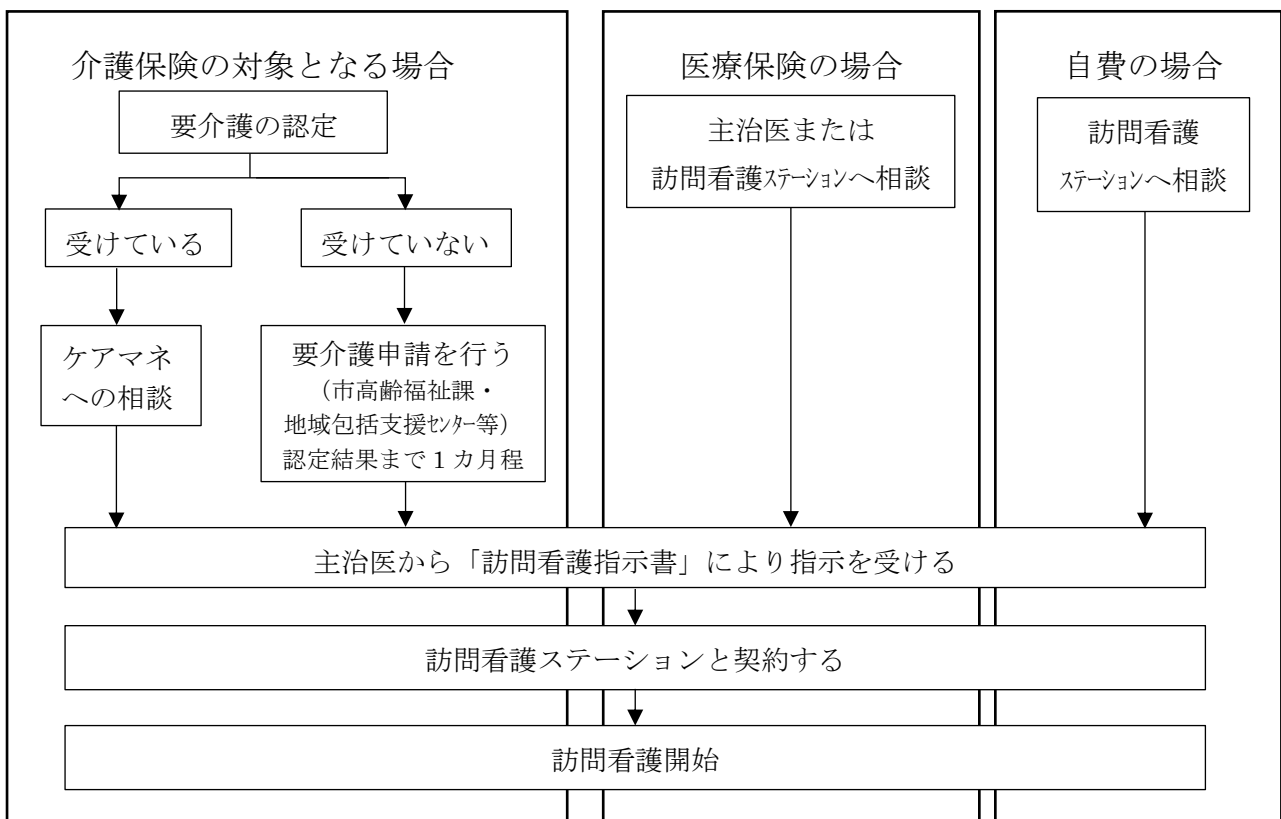 介護保険の対象となる場合
要介護の認定
受けている
受けていない
ケアマネ
への相談
要介護申請を行う
（市高齢福祉課・
地域包括支援ｾﾝﾀｰ等）
認定結果まで１カ月程
医療保険の場合
主治医または
訪問看護ｽﾃｰｼｮﾝへ相談
自費の場合
訪問看護
ｽﾃｰｼｮﾝへ相談
主治医から「訪問看護指示書」により指示を受ける
訪問看護ステーションと契約する
訪問看護開始